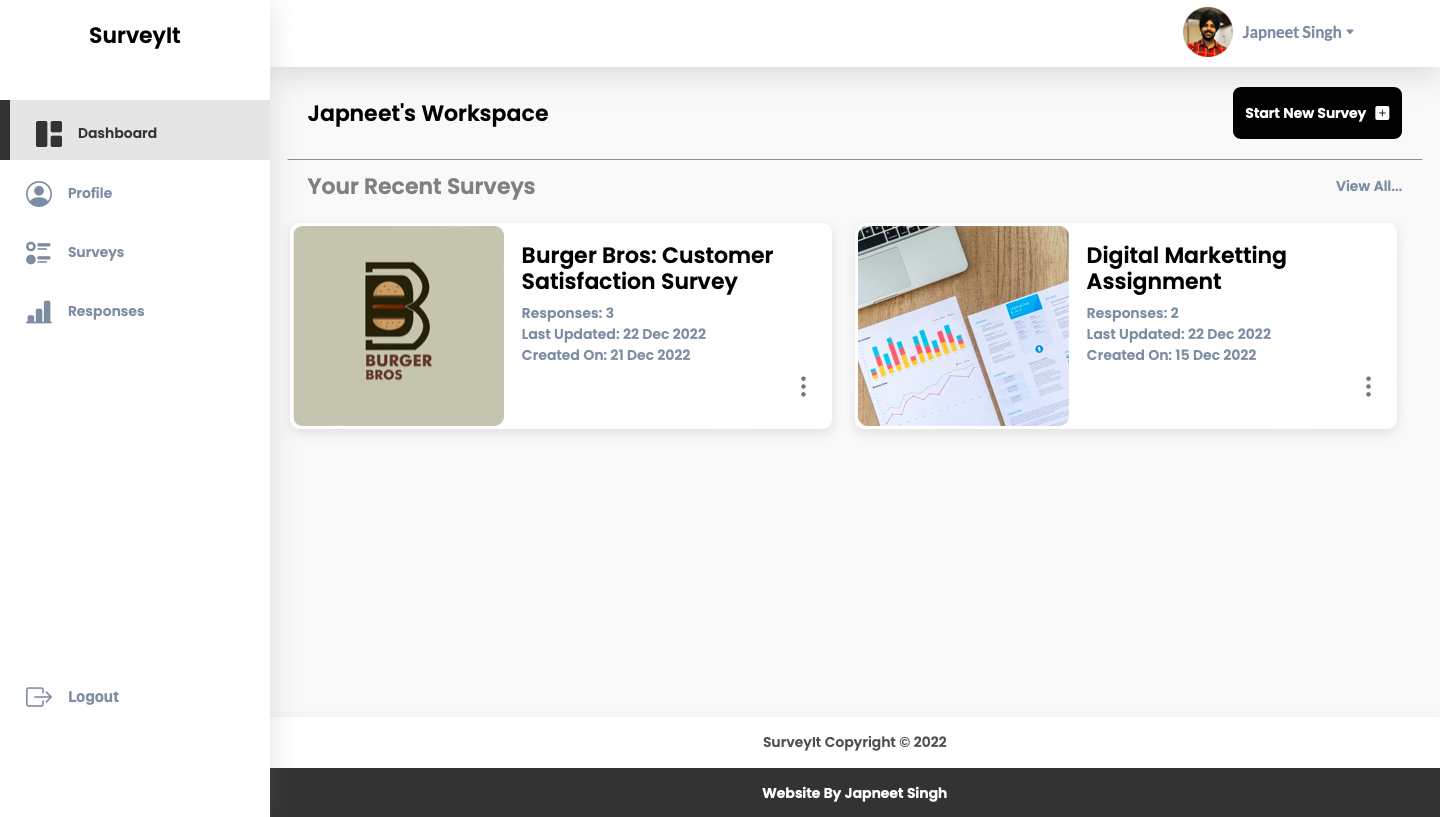 SurveyIt
Japneet Singh
Dashboard
Profile
Surveys
Responses
Logout
Japneet's Workspace
Start New Survey
Your Recent Surveys
View All...
BURGER
BROS
Burger Bros: Customer
Satisfaction Survey
Responses: 3
Last Updated: 22 Dec 2022
Created On: 21 Dec 2022
Digital Marketting
Assignment
Responses: 2
Last Updated: 22 Dec 2022
Created On: 15 Dec 2022
SurveyIt Copyright © 2022
Website By Japneet Singh